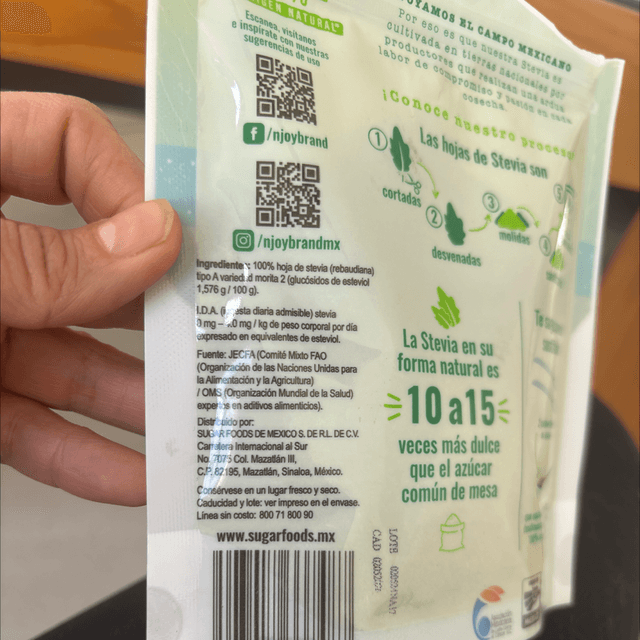 ORIGEN NATURAL
Escanea, visítanos
e inspírate con nuestras
sugerencias de uso
f /njoybrand
/njoybrandmx
Ingredientes: 100% hoja de stevia (rebaudiana)
tipo A variedad morita 2 (glucósidos de esteviol
1,576 g / 100 g).
I.D.A. (ingesta diaria admisible) stevia
0 mg – 4.0 mg / kg de peso corporal por día
expresado en equivalentes de esteviol.
Fuente: JECFA (Comité Mixto FAO
(Organización de las Naciones Unidas para
la Alimentación y la Agricultura)
/ OMS (Organización Mundial de la Salud)
expertos en aditivos alimenticios).
Distribuido por:
SUGAR FOODS DE MEXICO S. DE R.L. DE C.V.
Carretera Internacional al Sur
No. 7075 Col. Mazatlán III,
C.P. 82195, Mazatlán, Sinaloa, México.
Consérvese en un lugar fresco y seco.
Caducidad y lote: ver impreso en el envase.
Línea sin costo: 800 71 800 90
www.sugarfoods.mx
APOYAMOS EL CAMPO MEXICANO
Por eso es que nuestra Stevia es
cultivada en tierras nacionales por
productores que realizan una ardua
labor de compromiso y pasión en cada
cosecha.
¡Conoce nuestro proceso
Las hojas de Stevia son
1
cortadas
2
desvenadas
3
molidas
4
La Stevia en su
forma natural es
10 a 15
veces más dulce
que el azúcar
común de mesa
LOTE
CAD